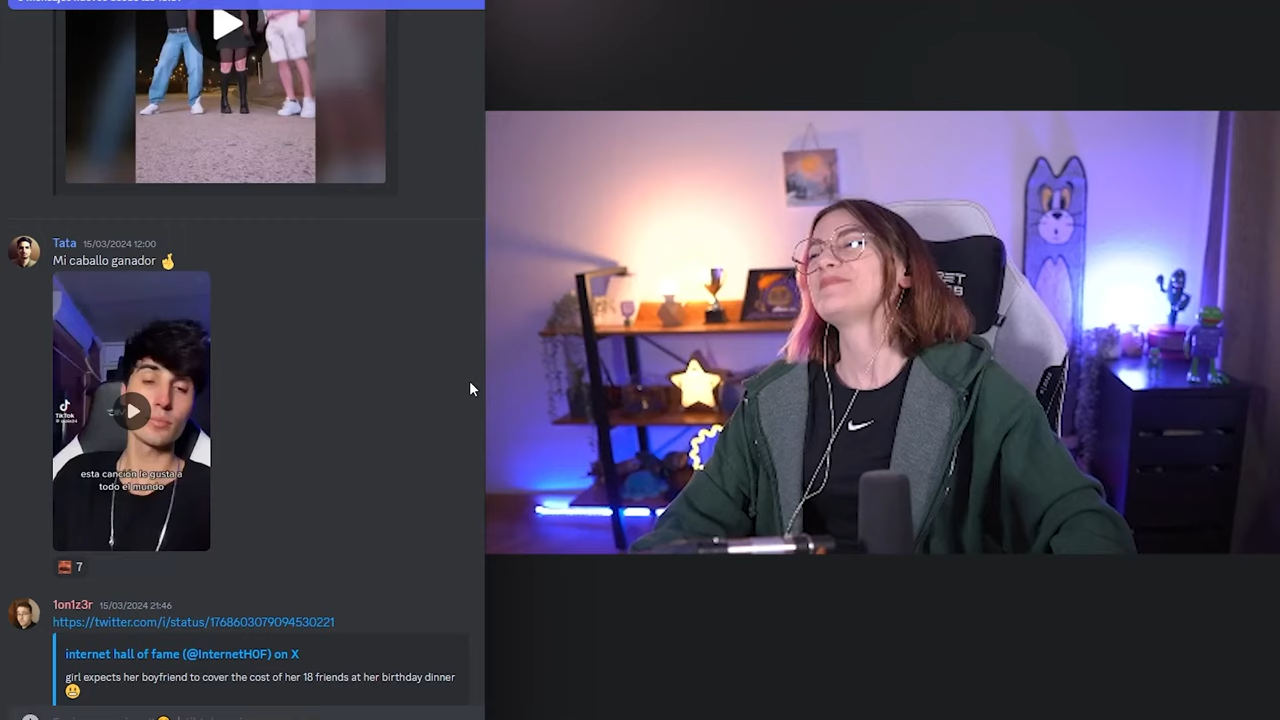 Tata 15/03/2024 12:00
Mi caballo ganador 🤞
TikTok
esta canción le gusta a
todo el mundo
7
1on1z3r 15/03/2024 21:46
https://twitter.com/i/status/1768603079094530221
internet hall of fame (@InternetH0F) on X
girl expects her boyfriend to cover the cost of her 18 friends at her birthday dinner
😬